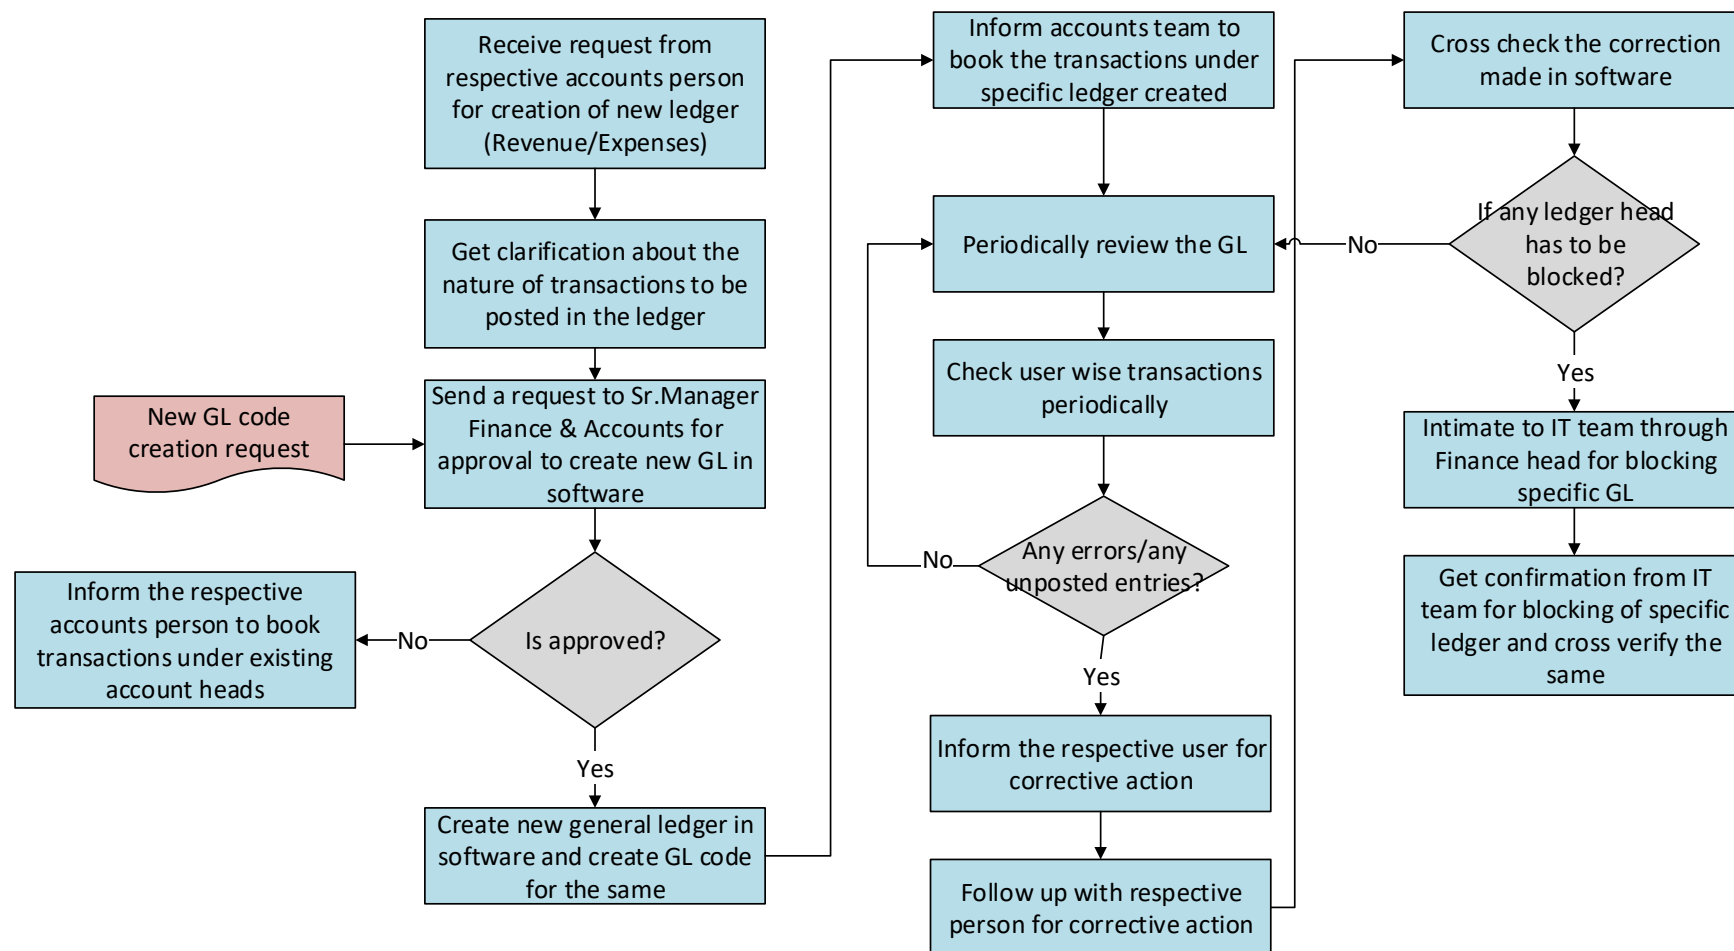 Receive request from
respective accounts person
for creation of new ledger
(Revenue/Expenses)
Get clarification about the
nature of transactions to be
posted in the ledger
New GL code
creation request
Send a request to Sr.Manager
Finance & Accounts for
approval to create new GL in
software
Is approved?
No
Inform the respective
accounts person to book
transactions under existing
account heads
Yes
Create new general ledger in
software and create GL code
for the same
Inform accounts team to
book the transactions under
specific ledger created
Periodically review the GL
Check user wise transactions
periodically
Any errors/any
unposted entries?
No
Yes
Inform the respective user for
corrective action
Follow up with respective
person for corrective action
Cross check the correction
made in software
If any ledger head
has to be
blocked?
No
Yes
Intimate to IT team through
Finance head for blocking
specific GL
Get confirmation from IT
team for blocking of specific
ledger and cross verify the
same